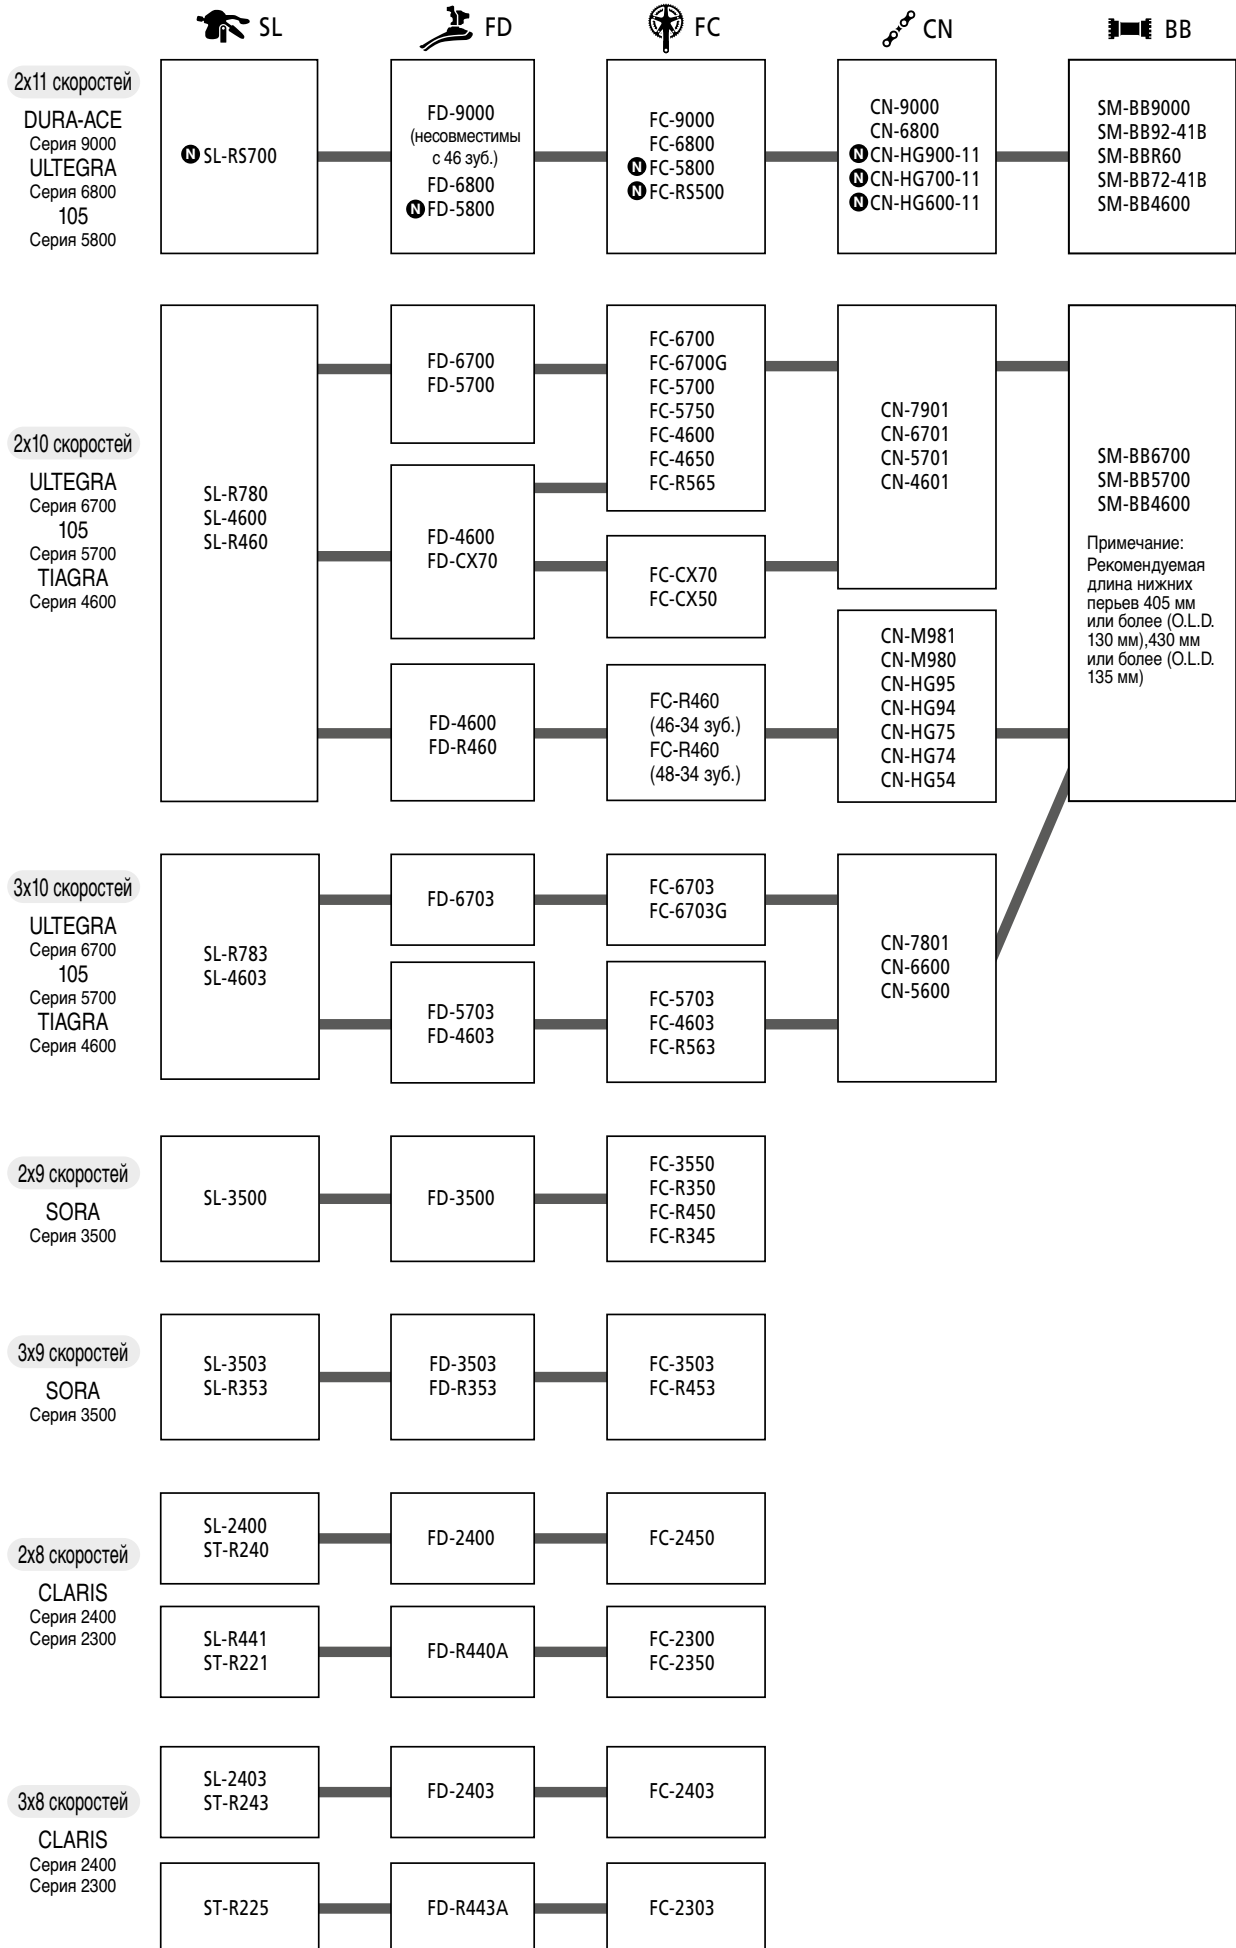 SL
FD
FC
CN
BB
2x11 скоростей
DURA-ACE
Серия 9000
ULTEGRA
Серия 6800
105
Серия 5800
N SL-RS700
FD-9000
(несовместимы
с 46 зуб.)
FD-6800
N FD-5800
FC-9000
FC-6800
N FC-5800
N FC-RS500
CN-9000
CN-6800
N CN-HG900-11
N CN-HG700-11
N CN-HG600-11
SM-BB9000
SM-BB92-41B
SM-BBR60
SM-BB72-41B
SM-BB4600
2x10 скоростей
ULTEGRA
Серия 6700
105
Серия 5700
TIAGRA
Серия 4600
SL-R780
SL-4600
SL-R460
FD-6700
FD-5700
FD-4600
FD-CX70
FD-4600
FD-R460
FC-6700
FC-6700G
FC-5700
FC-5750
FC-4600
FC-4650
FC-R565
FC-CX70
FC-CX50
FC-R460
(46-34 зуб.)
FC-R460
(48-34 зуб.)
CN-7901
CN-6701
CN-5701
CN-4601
CN-M981
CN-M980
CN-HG95
CN-HG94
CN-HG75
CN-HG74
CN-HG54
SM-BB6700
SM-BB5700
SM-BB4600
Примечание:
Рекомендуемая
длина нижних
перьев 405 мм
или более (O.L.D.
130 мм),430 мм
или более (O.L.D.
135 мм)
3x10 скоростей
ULTEGRA
Серия 6700
105
Серия 5700
TIAGRA
Серия 4600
SL-R783
SL-4603
FD-6703
FD-5703
FD-4603
FC-6703
FC-6703G
FC-5703
FC-4603
FC-R563
CN-7801
CN-6600
CN-5600
2x9 скоростей
SORA
Серия 3500
SL-3500
FD-3500
FC-3550
FC-R350
FC-R450
FC-R345
3x9 скоростей
SORA
Серия 3500
SL-3503
SL-R353
FD-3503
FD-R353
FC-3503
FC-R453
2x8 скоростей
CLARIS
Серия 2400
Серия 2300
SL-2400
ST-R240
FD-2400
FC-2450
SL-R441
ST-R221
FD-R440A
FC-2300
FC-2350
3x8 скоростей
CLARIS
Серия 2400
Серия 2300
SL-2403
ST-R243
FD-2403
FC-2403
ST-R225
FD-R443A
FC-2303